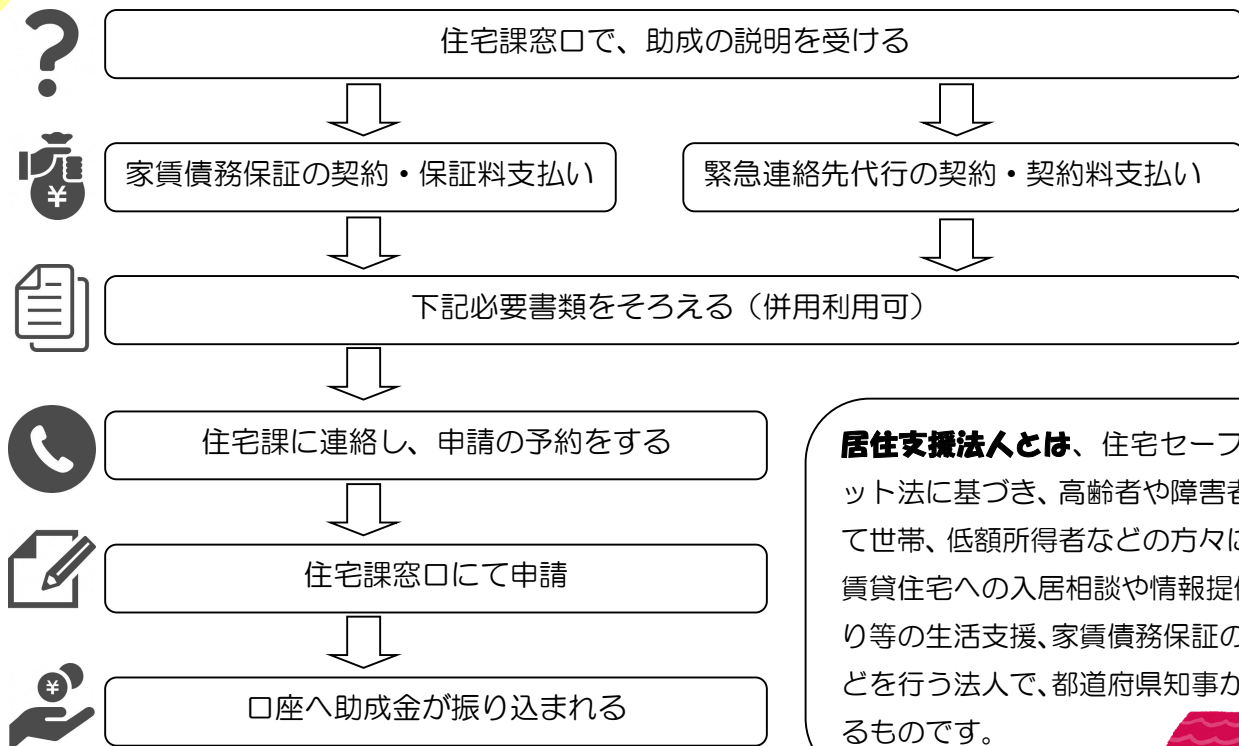 住宅課窓口で、助成の説明を受ける
家賃債務保証の契約・保証料支払い
緊急連絡先代行の契約・契約料支払い
下記必要書類をそろえる（併用利用可）
住宅課に連絡し、申請の予約をする
住宅課窓口にて申請
口座へ助成金が振り込まれる
居住支援法人とは、住宅セーフ
ット法に基づき、高齢者や障害者
て世帯、低額所得者などの方々に
賃貸住宅への入居相談や情報提供
り等の生活支援、家賃債務保証の
どを行う法人で、都道府県知事か
るものです。
¥
¥